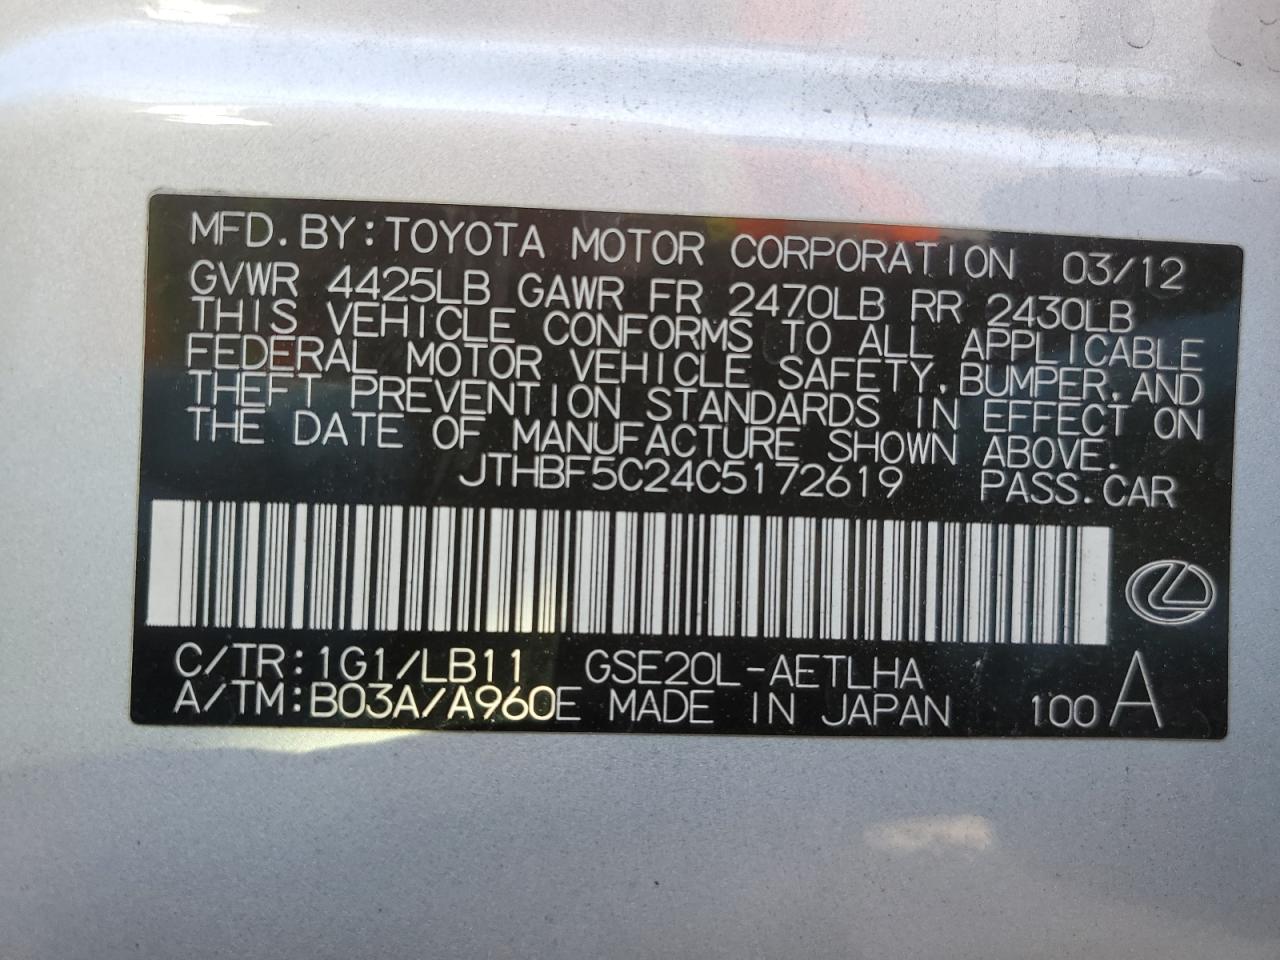 MFD. BY: TOYOTA MOTOR CORPORATION 03/12
GVWR 4425LB GAWR FR 2470LB RR 2430LB
THIS VEHICLE CONFORMS TO ALL APPLICABLE
FEDERAL MOTOR VEHICLE SAFETY, BUMPER, AND
THEFT PREVENTION STANDARDS IN EFFECT ON
THE DATE OF MANUFACTURE SHOWN ABOVE.
JTHBF5C24C5172619 PASS. CAR
C/TR: 1G1/LB11 GSE20L-AETLHA
A/TM: B03A/A960E MADE IN JAPAN 100 A